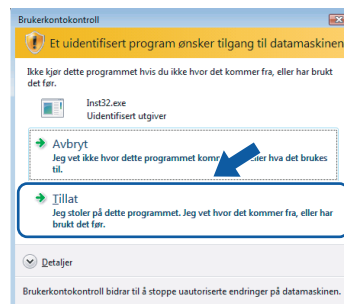 Brukerkontokontroll
Et uidentifisert program ønsker tilgang til datamaskinen
Ikke kjør dette programmet hvis du ikke hvor det kommer fra, eller har brukt
det før.
Inst32.exe
Uidentifisert utgiver
Avbryt
Jeg vet ikke hvor dette programmet kom eller hva det brukes
til.
Tillat
Jeg stoler på dette programmet. Jeg vet hvor det kommer fra, eller har
brukt det før.
Detaljer
Brukerkontokontroll bidrar til å stoppe uautoriserte endringer på datamaskinen.